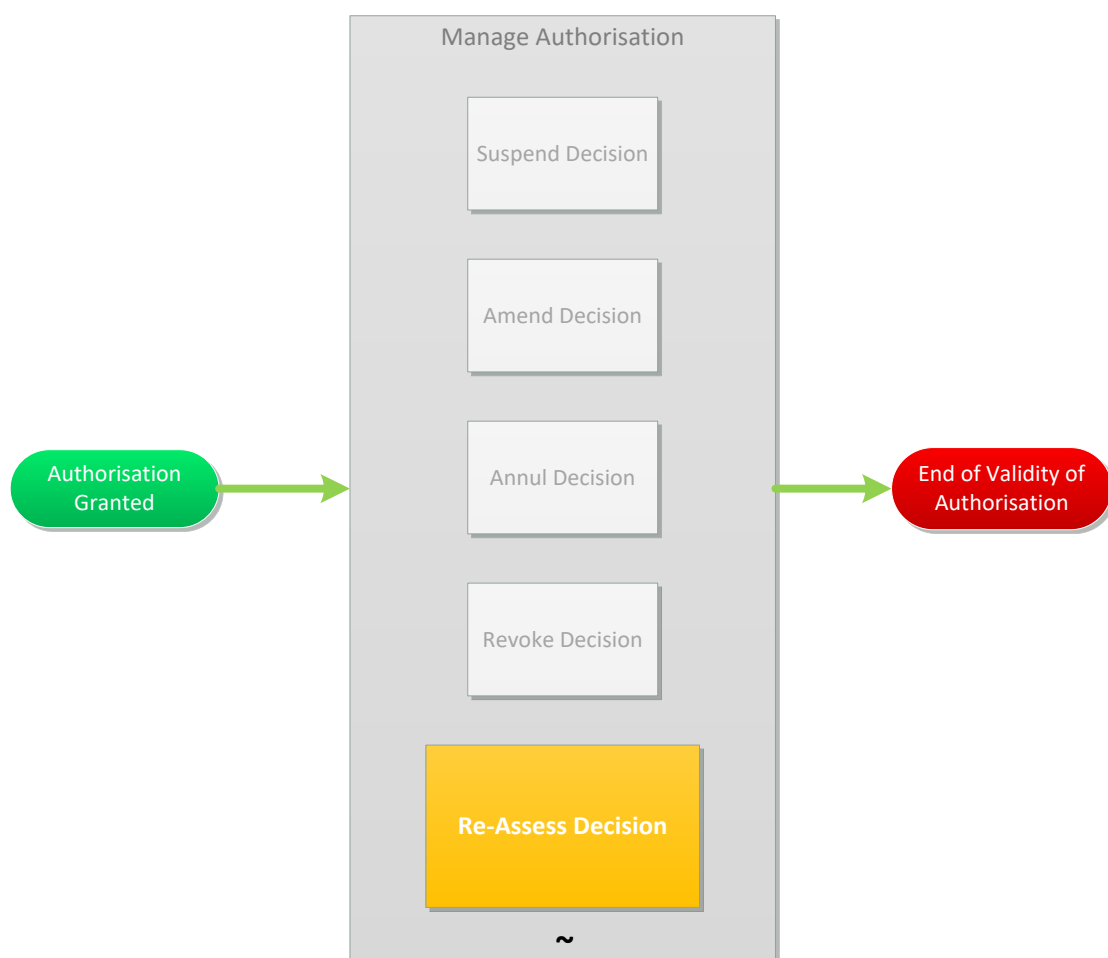 Manage Authorisation
Suspend Decision
Amend Decision
Authorisation
Granted
Annul Decision
End of Validity of
Authorisation
Revoke Decision
Re-Assess Decision
~